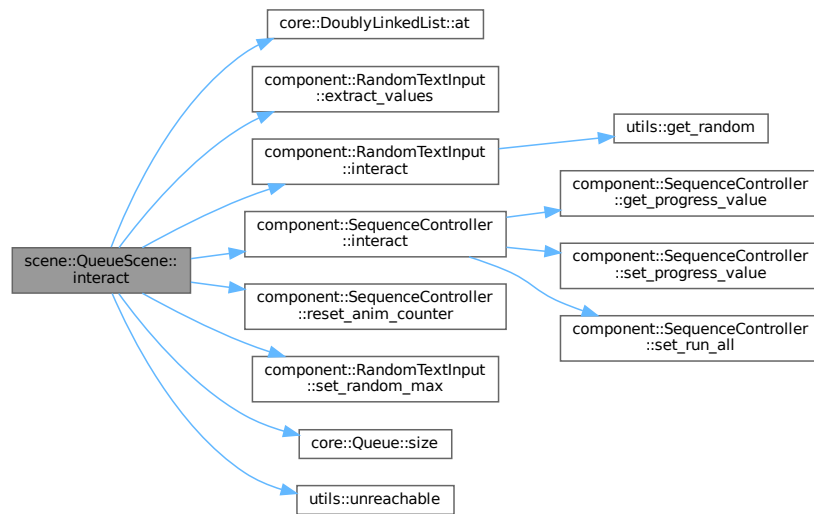 core::DoublyLinkedList::at
component::RandomTextInput
::extract_values
component::RandomTextInput
::interact
utils::get_random
component::SequenceController
::get_progress_value
component::SequenceController
::interact
component::SequenceController
::set_progress_value
scene::QueueScene::
interact
component::SequenceController
::reset_anim_counter
component::SequenceController
::set_run_all
component::RandomTextInput
::set_random_max
core::Queue::size
utils::unreachable